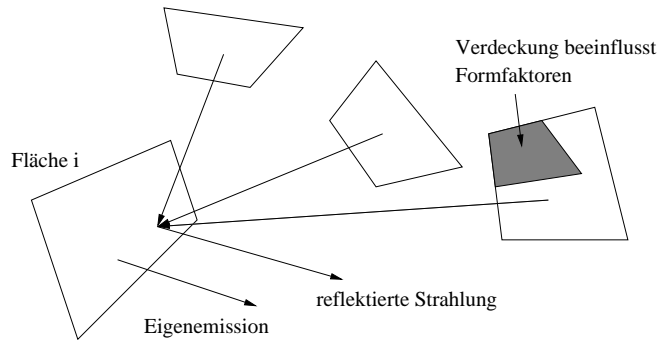 Verdeckung beeinflusst
Formfaktoren
Fläche i
reflektierte Strahlung
Eigenemission